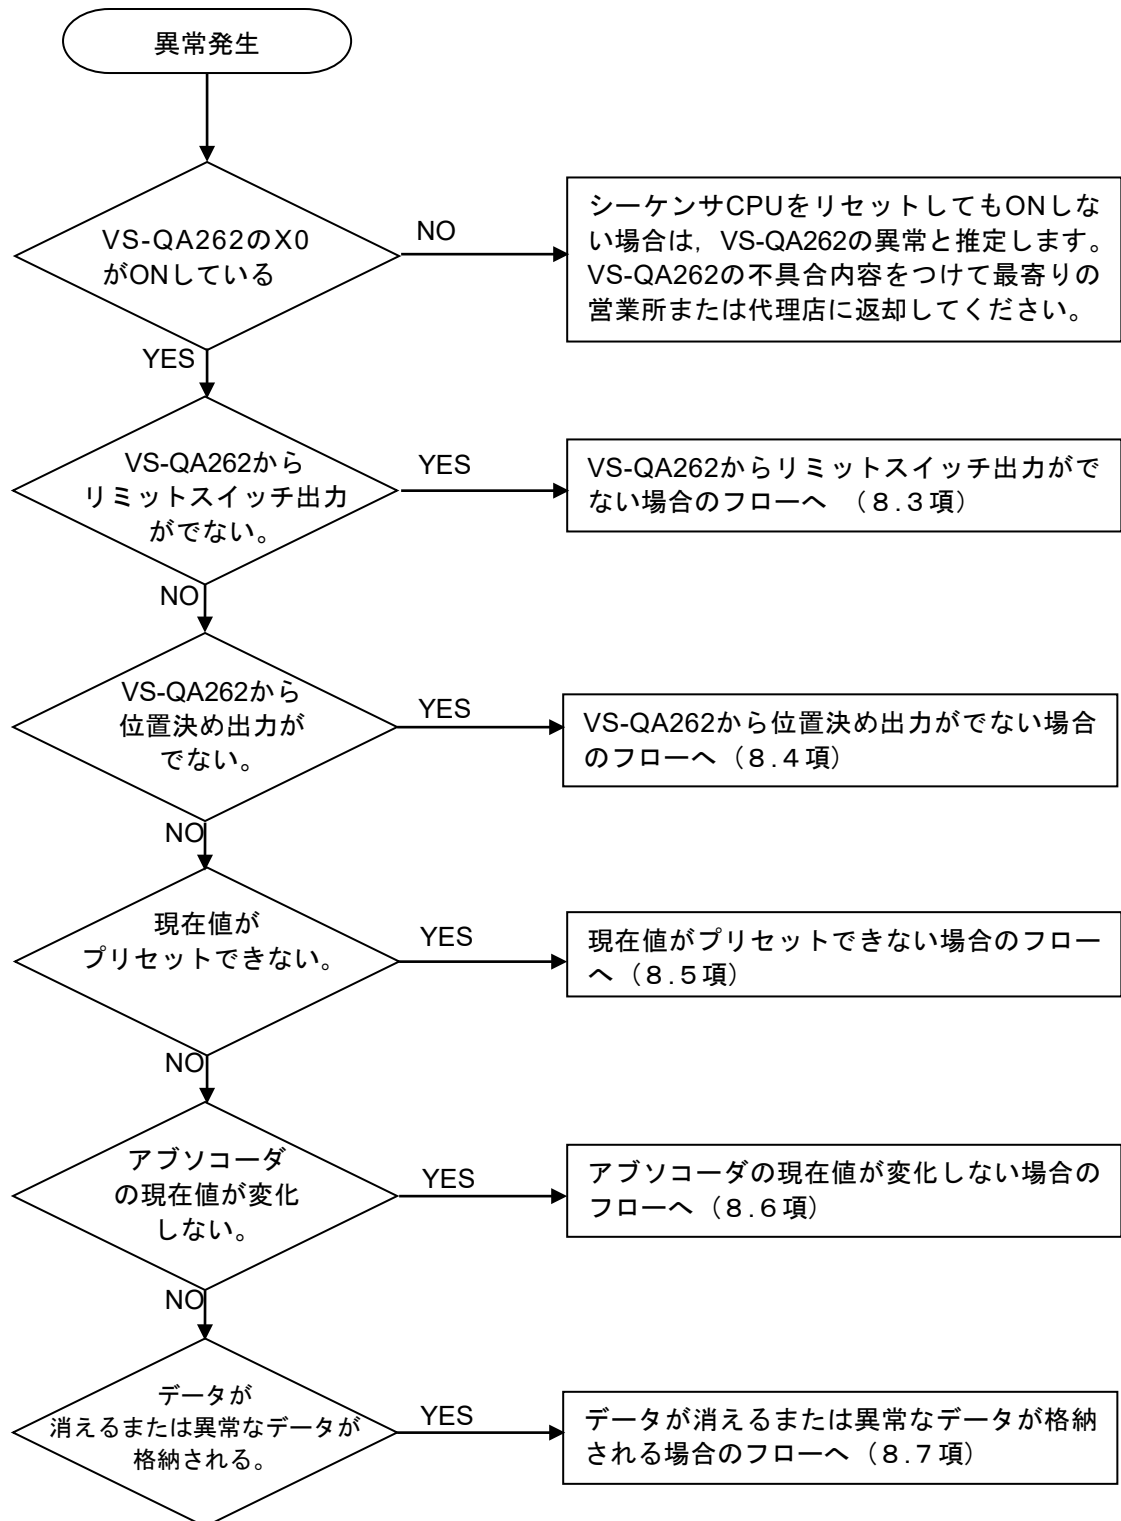 異常発生
VS-QA262のX0
がONしている
NO
シーケンサCPUをリセットしてもONしな
い場合は，VS-QA262の異常と推定します。
VS-QA262の不具合内容をつけて最寄りの
営業所または代理店に返却してください。
YES
VS-QA262から
リミットスイッチ出力
がでない。
YES
VS-QA262からリミットスイッチ出力がで
ない場合のフローへ （８.３項）
NO
VS-QA262から
位置決め出力が
でない。
YES
VS-QA262から位置決め出力がでない場合
のフローへ（８.４項）
NO
現在値が
プリセットできない。
YES
現在値がプリセットできない場合のフロー
へ（８.５項）
NO
アブソコーダ
の現在値が変化
しない。
YES
アブソコーダの現在値が変化しない場合の
フローへ（８.６項）
NO
データが
消えるまたは異常なデータが
格納される。
YES
データが消えるまたは異常なデータが格納
される場合のフローへ（８.７項）